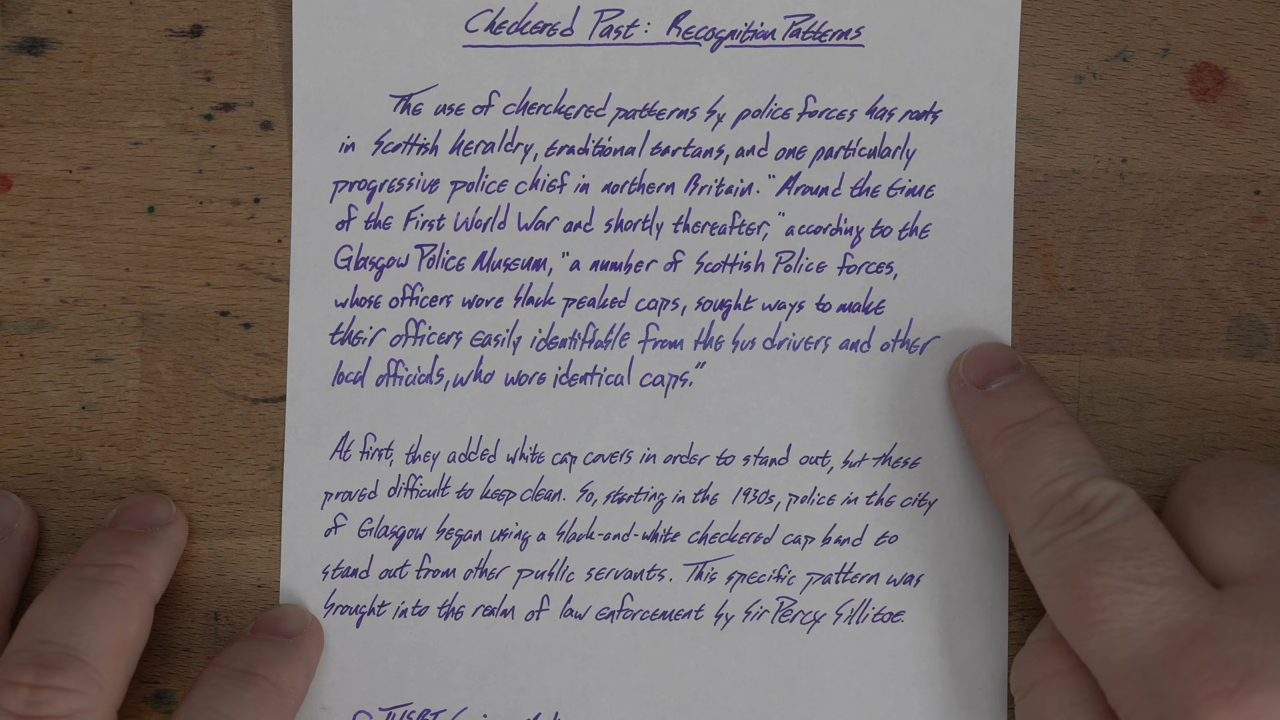 Checkered Past: Recognition Patterns
The use of cherckered patterns by police forces has roots
in Scottish heraldry, traditional tartans, and one particularly
progressive police chief in northern Britain. "Around the time
of the First World War and shortly thereafter," according to the
Glasgow Police Museum, "a number of Scottish Police forces,
whose officers wore black peaked caps, sought ways to make
their officers easily identifiable from the bus drivers and other
local officials, who wore identical caps."
At first, they added white cap covers in order to stand out, but these
proved difficult to keep clean. So, starting in the 1930s, police in the city
of Glasgow began using a black-and-white checkered cap band to
stand out from other public servants. This specific pattern was
brought into the realm of law enforcement by Sir Percy Sillitoe.